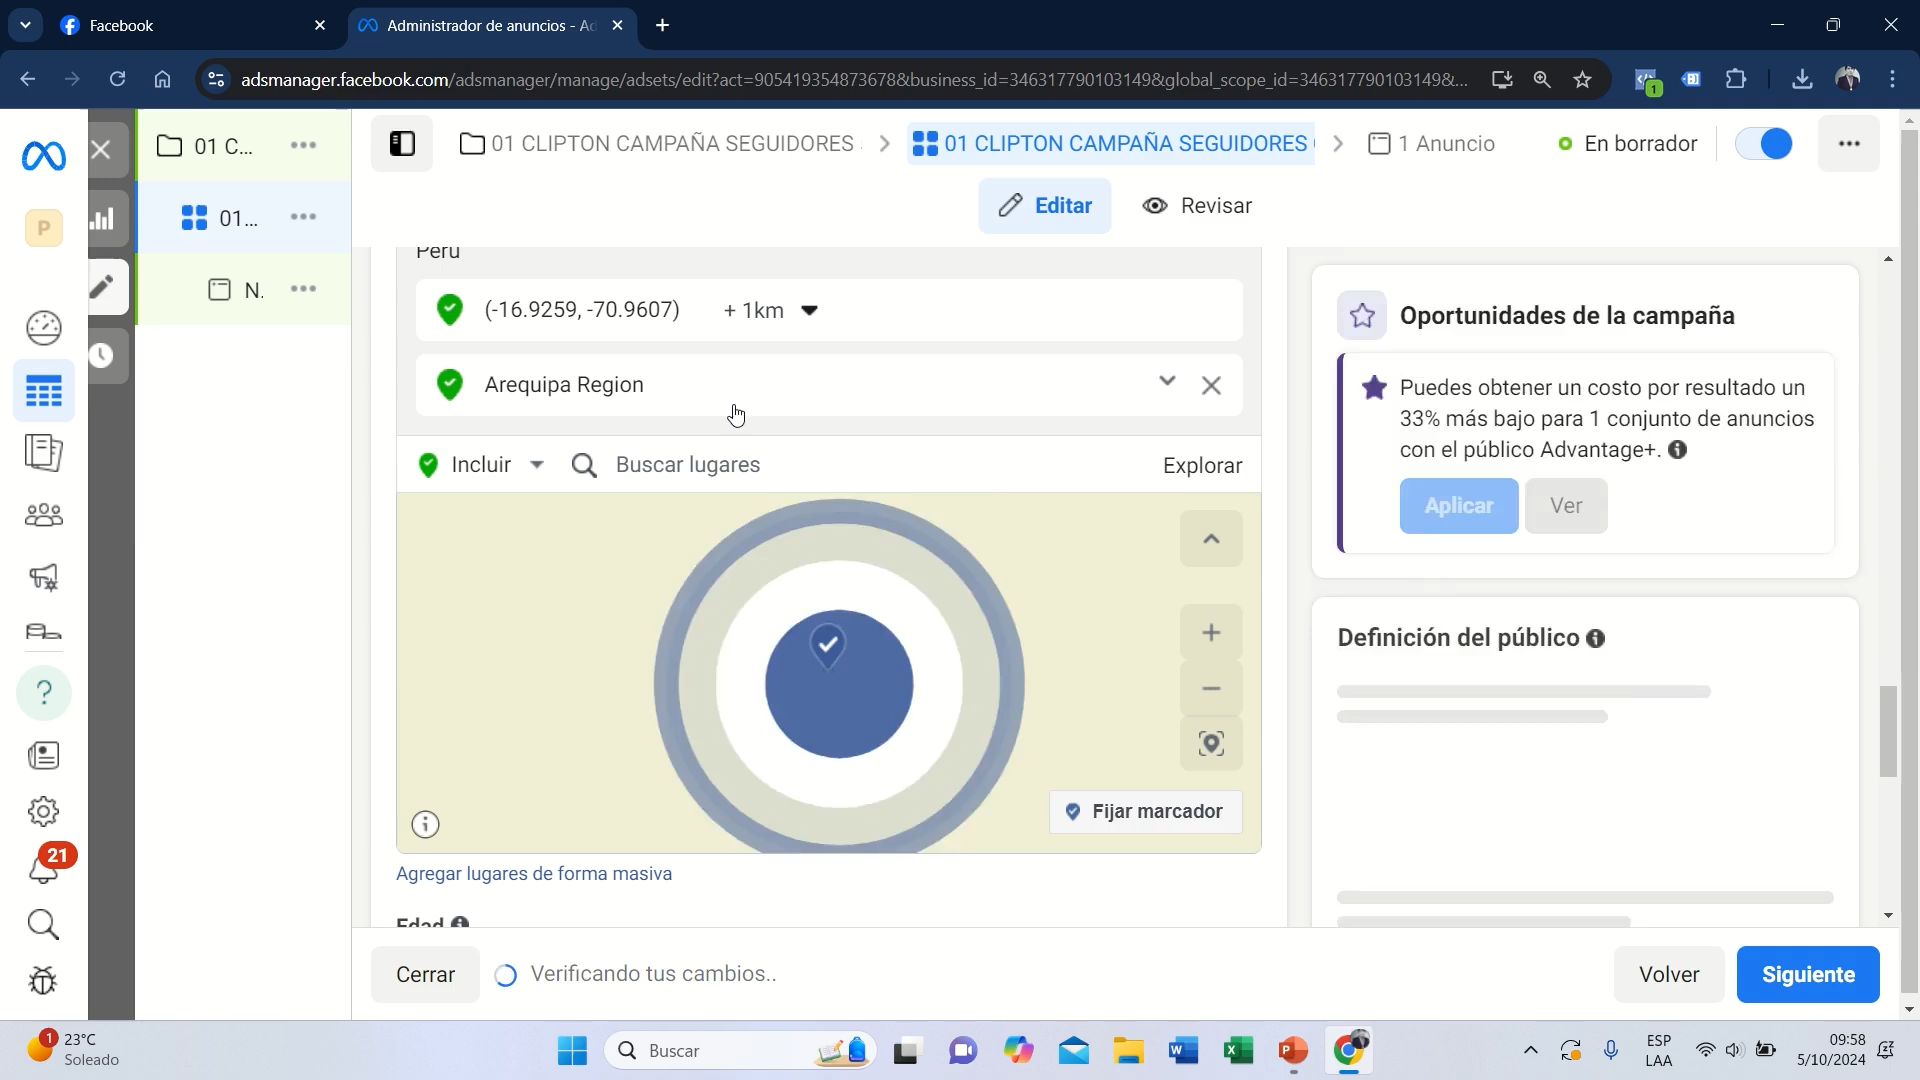 Facebook
Administrador de anuncios - Ad
adsmanager.facebook.com/adsmanager/manage/adsets/edit?act=905419354873678&business_id=346317790103149&global_scope_id=346317790103149&...
1
P
01 C...
01...
N.
01 CLIPTON CAMPAÑA SEGUIDORES
01 CLIPTON CAMPAÑA SEGUIDORES
1 Anuncio
En borrador
Editar
Revisar
Perú
(-16.9259, -70.9607)
+ 1km
Arequipa Region
Incluir
Buscar lugares
Explorar
Fijar marcador
Agregar lugares de forma masiva
Edad
Oportunidades de la campaña
Puedes obtener un costo por resultado un
33% más bajo para 1 conjunto de anuncios
con el público Advantage+.
Aplicar
Ver
Definición del público
21
Cerrar
Verificando tus cambios..
Volver
Siguiente
1
23°C
Soleado
Buscar
ESP
LAA
09:58
5/10/2024